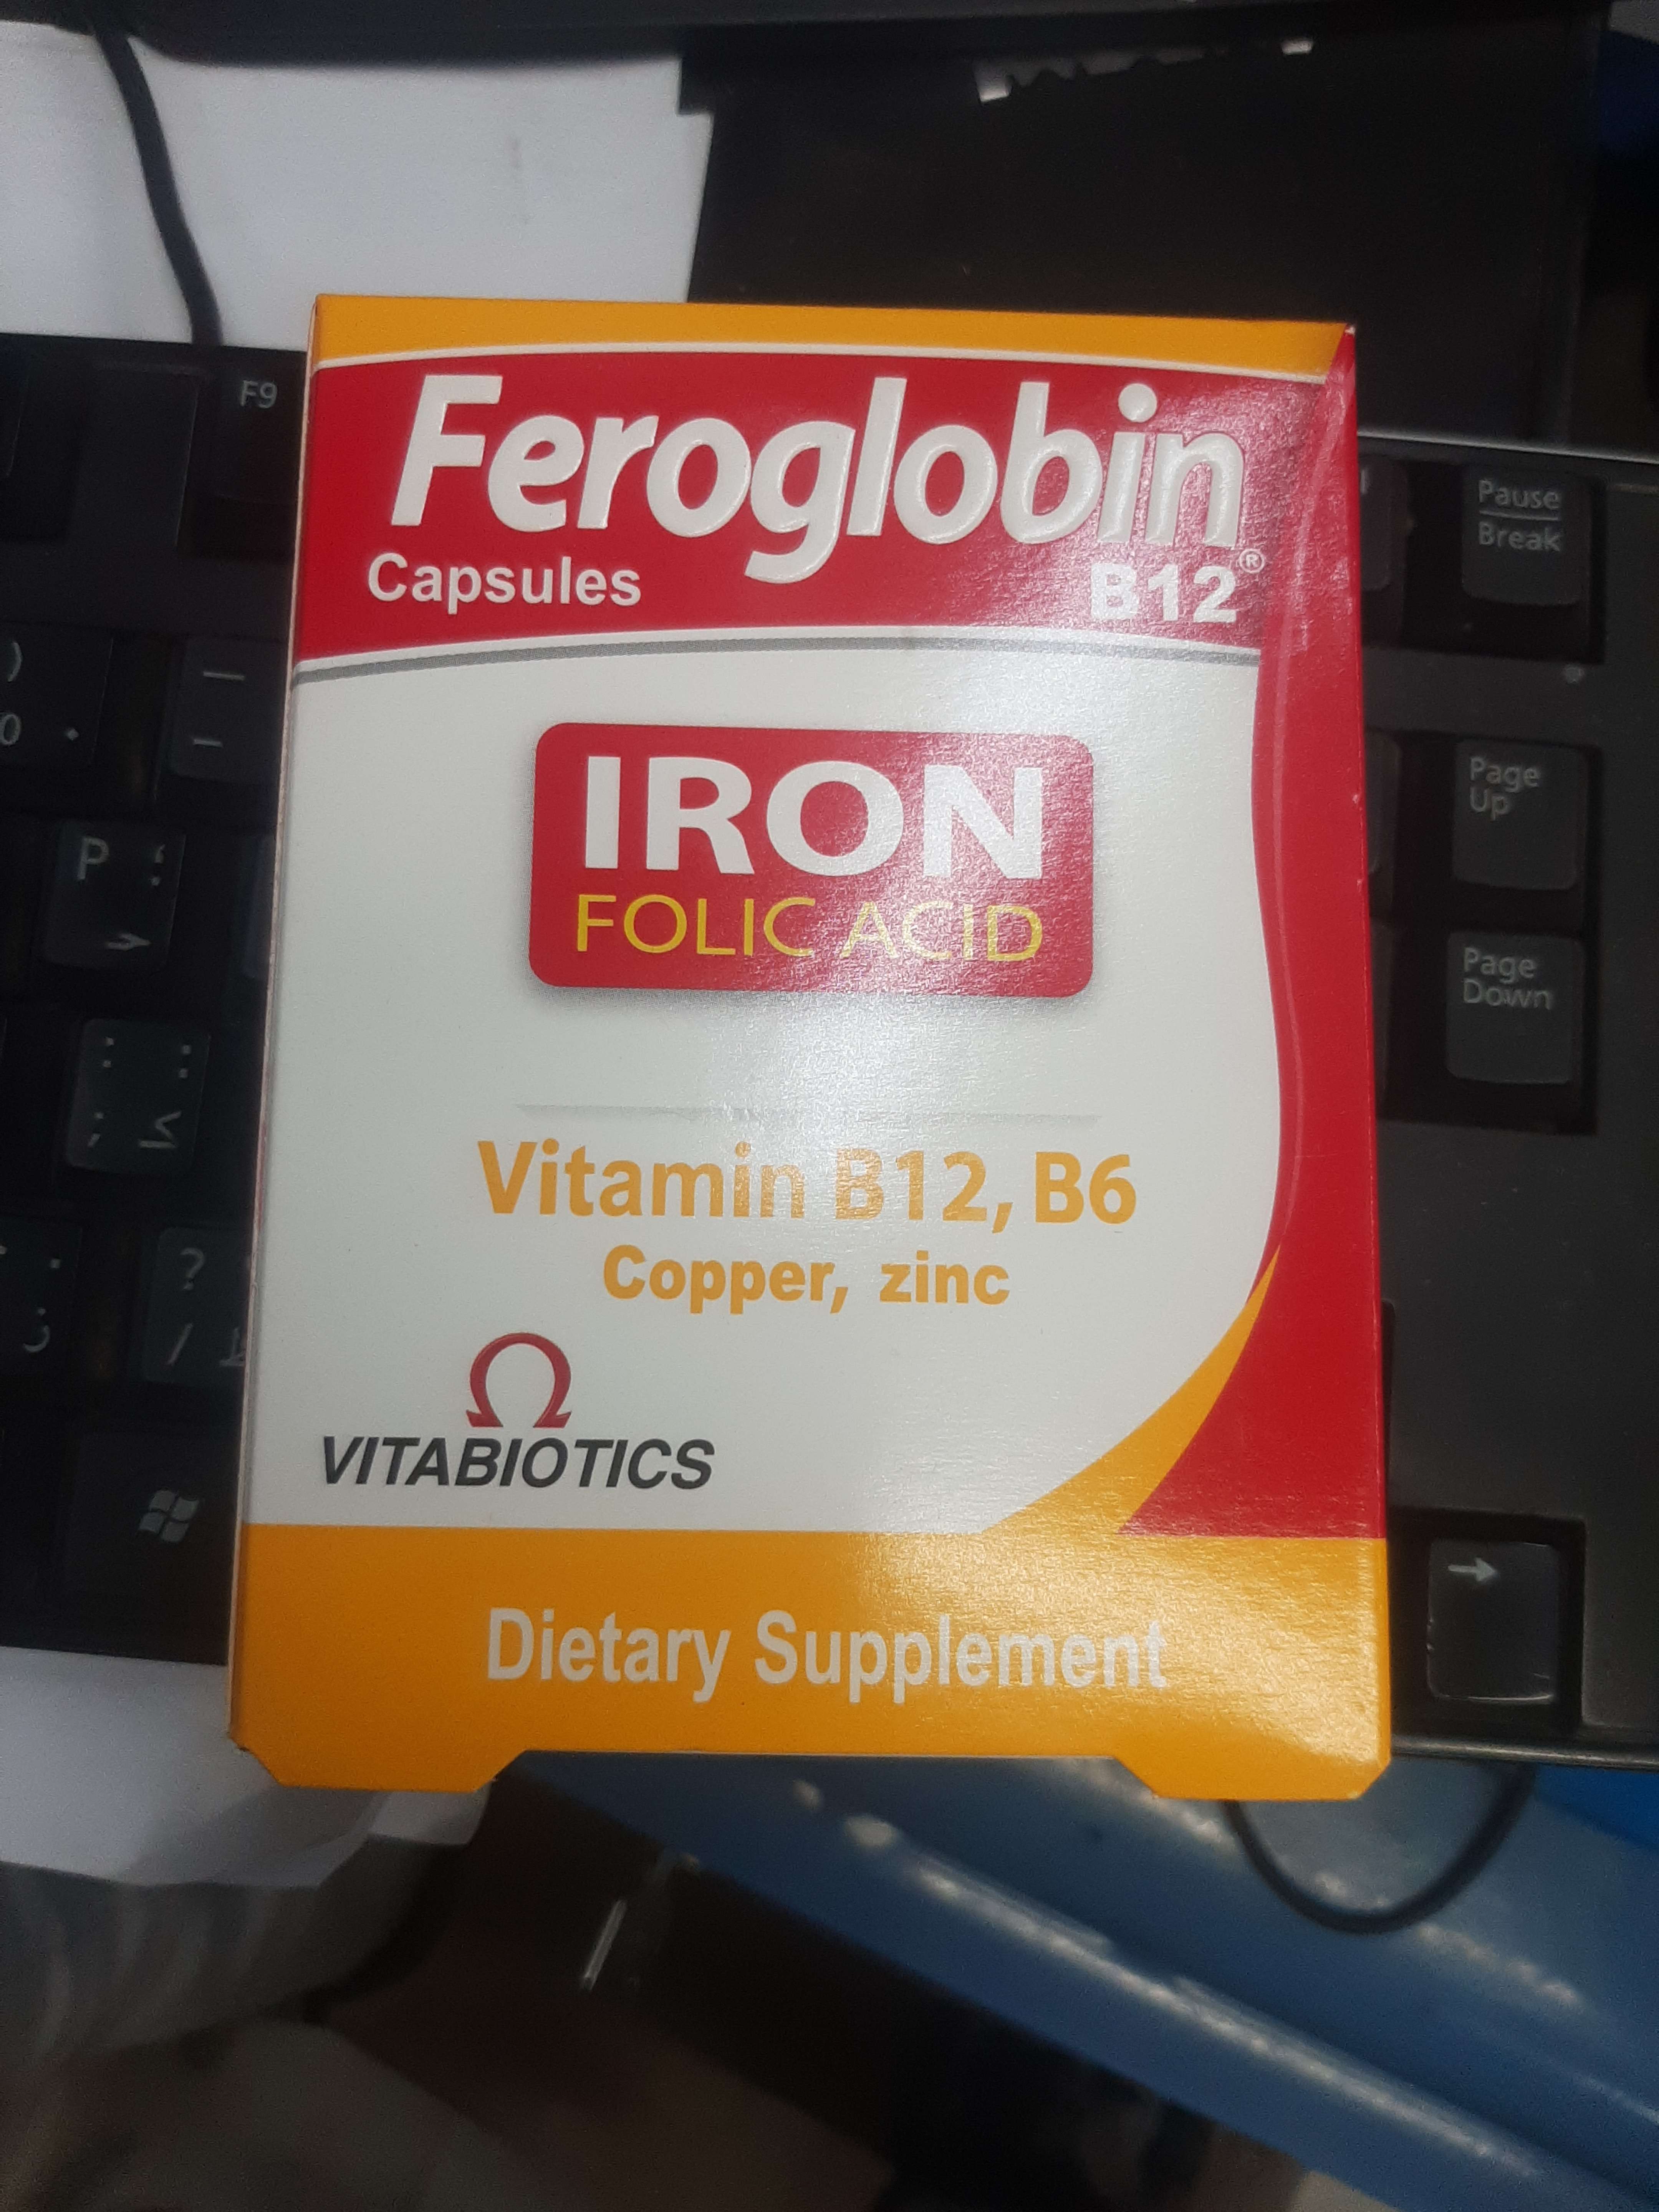 Feroglobin®
Capsules
B12
IRON
FOLIC ACID
Vitamin B12, B6
Copper, zinc
VITABIOTICS
Dietary Supplement
F9
Pause
Break
Page
Up
Page
Down
P
?
/